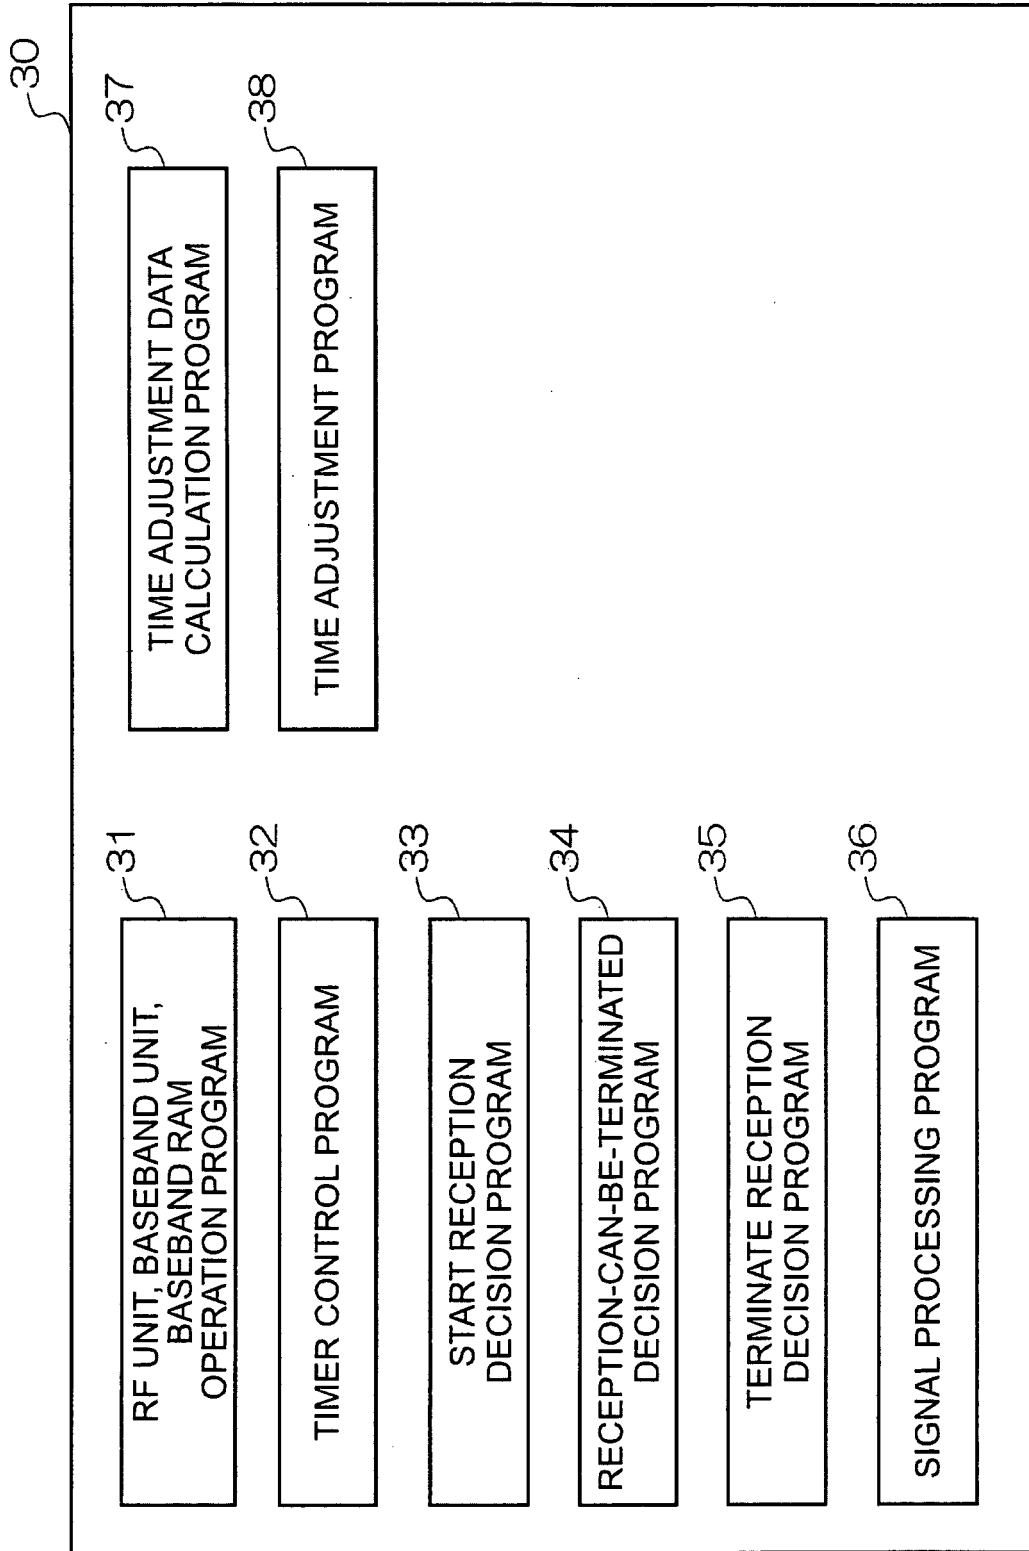 30
31
RF UNIT, BASEBAND UNIT,
BASEBAND RAM
OPERATION PROGRAM
32
TIMER CONTROL PROGRAM
33
START RECEPTION
DECISION PROGRAM
34
RECEPTION-CAN-BE-TERMINATED
DECISION PROGRAM
35
TERMINATE RECEPTION
DECISION PROGRAM
36
SIGNAL PROCESSING PROGRAM
37
TIME ADJUSTMENT DATA
CALCULATION PROGRAM
38
TIME ADJUSTMENT PROGRAM